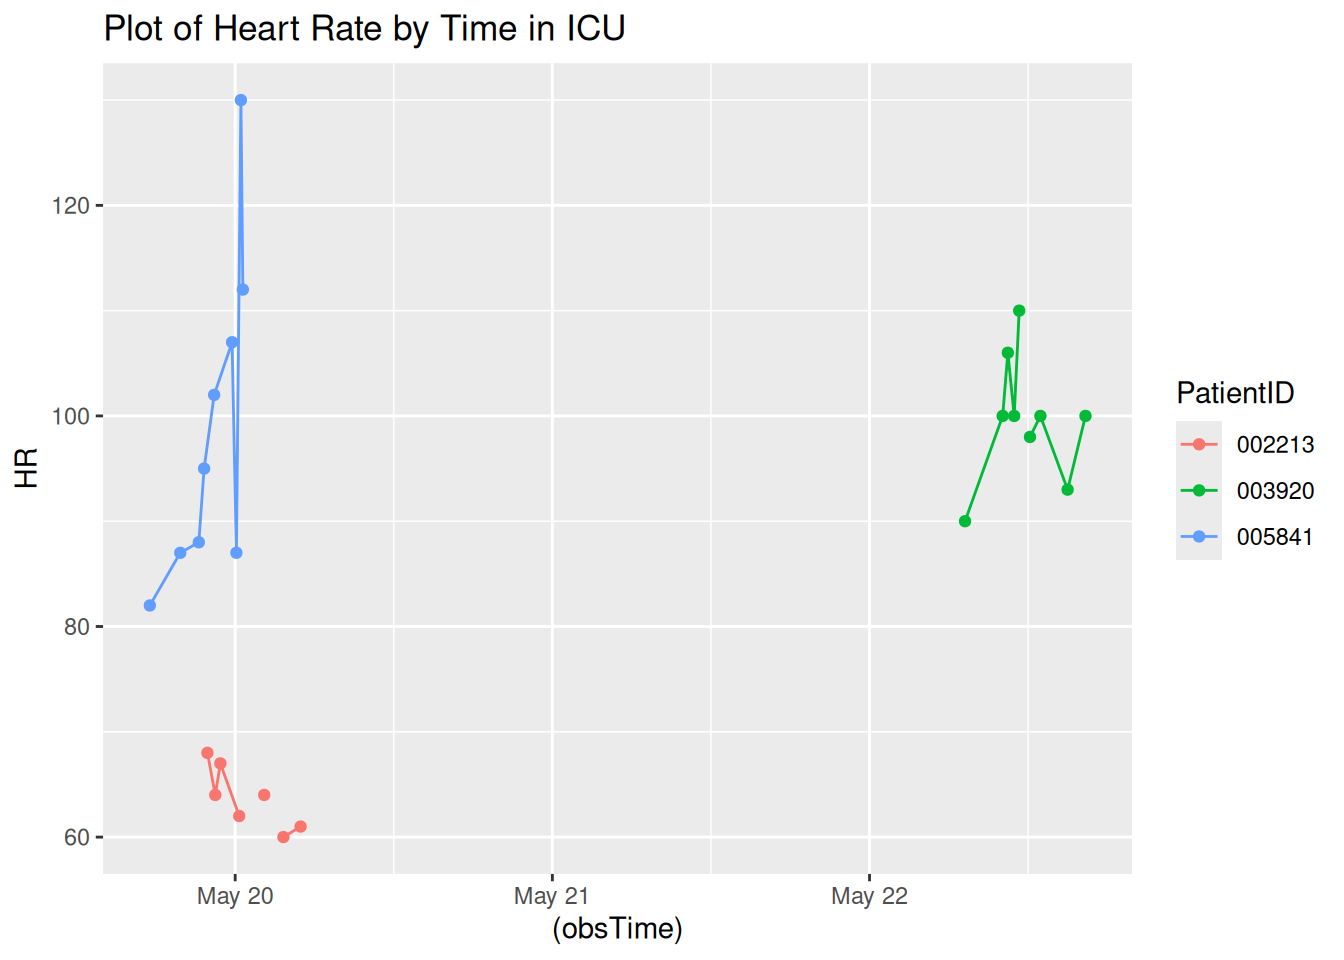 Plot of Heart Rate by Time in ICU
120
100
80
60
HR
May 20
May 21
May 22
(obsTime)
PatientID
002213
003920
005841